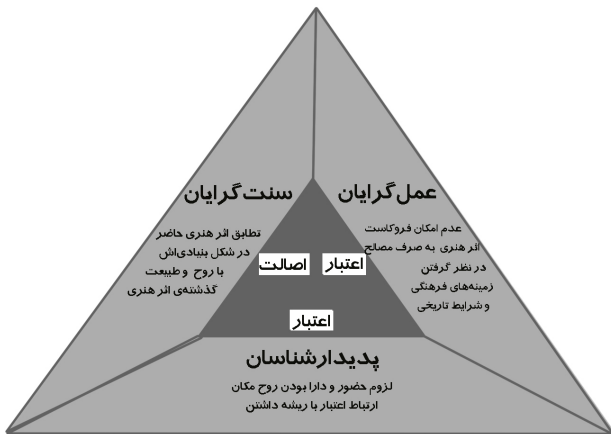 عمل‌گرایان
عدم امکان فروکاست
اثر هنری به صرف مصالح
در نظر گرفتن
زمینه‌های فرهنگی
و شرایط تاریخی
سنت‌گرایان
تطابق اثر هنری حاضر
در شکل بنیادی‌اش
با روح و طبیعت
گذشته‌ی اثر هنری
اعتبار
اصالت
اعتبار
پدیدارشناسان
لزوم حضور و دارا بودن روح مکان
ارتباط اعتبار با ریشه داشتن